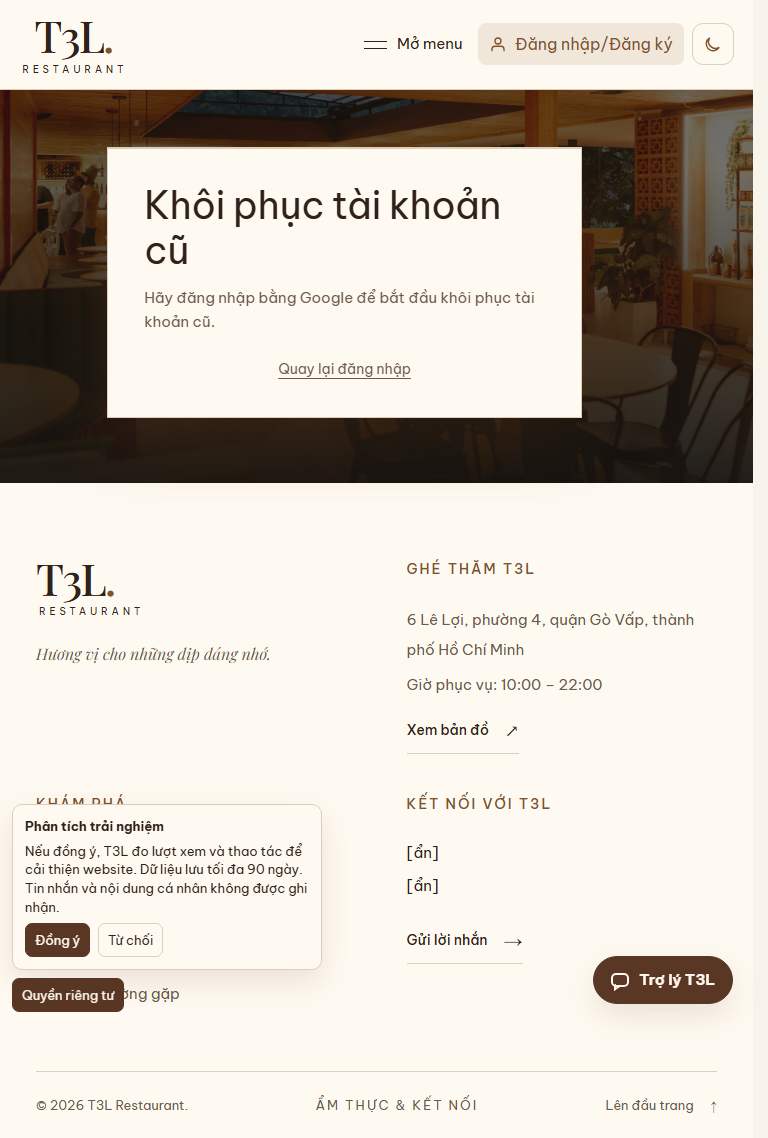 T3L.
RESTAURANT
Mở menu
Đăng nhập/Đăng ký
Khôi phục tài khoản
cũ
Hãy đăng nhập bằng Google để bắt đầu khôi phục tài
khoản cũ.
Quay lại đăng nhập
T3L.
RESTAURANT
Hương vị cho những dịp đáng nhớ.
GHÉ THĂM T3L
6 Lê Lợi, phường 4, quận Gò Vấp, thành
phố Hồ Chí Minh
Giờ phục vụ: 10:00 – 22:00
Xem bản đồ ↗
KHÁM PHÁ
Phân tích trải nghiệm
Nếu đồng ý, T3L đo lượt xem và thao tác để
cải thiện website. Dữ liệu lưu tối đa 90 ngày.
Tin nhắn và nội dung cá nhân không được ghi
nhận.
Đồng ý
Từ chối
Quyền riêng tư
gặp
KẾT NỐI VỚI T3L
[ẩn]
[ẩn]
Gửi lời nhắn →
Trợ lý T3L
© 2026 T3L Restaurant.
ẨM THỰC & KẾT NỐI
Lên đầu trang ↑